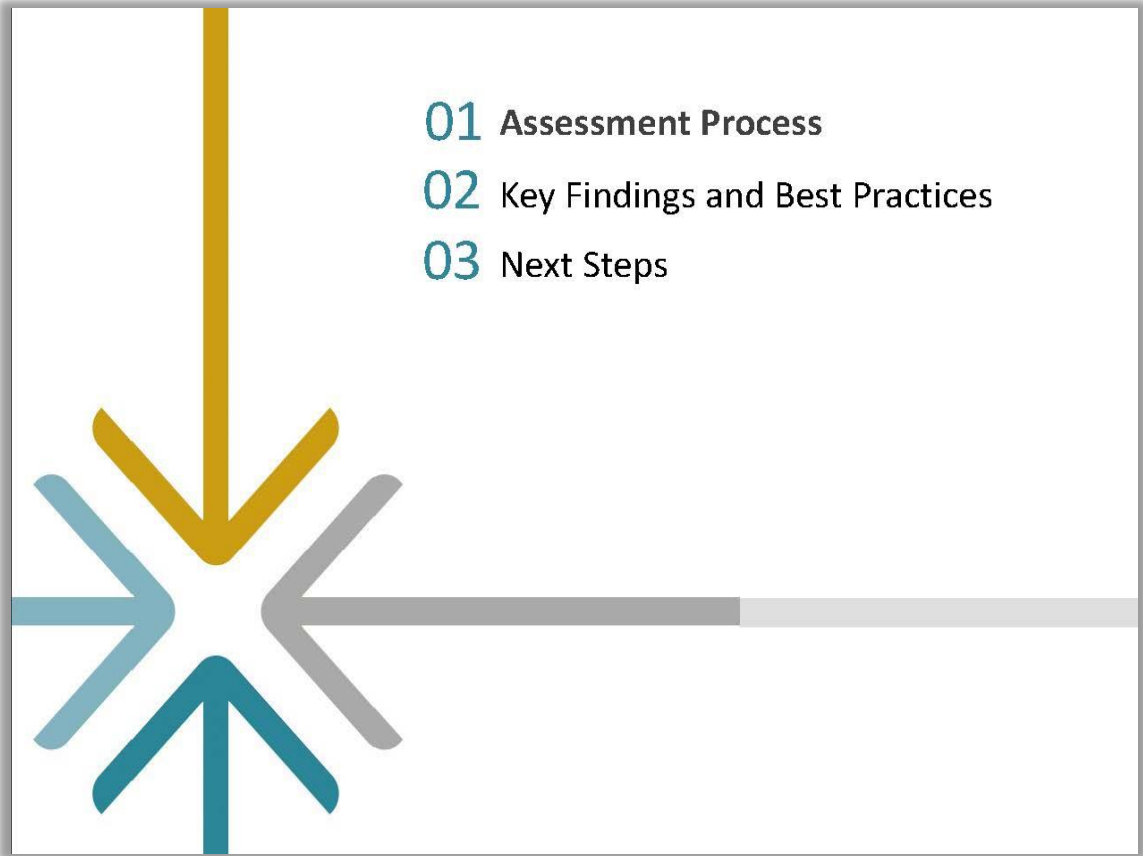 01 Assessment Process
02 Key Findings and Best Practices
03 Next Steps